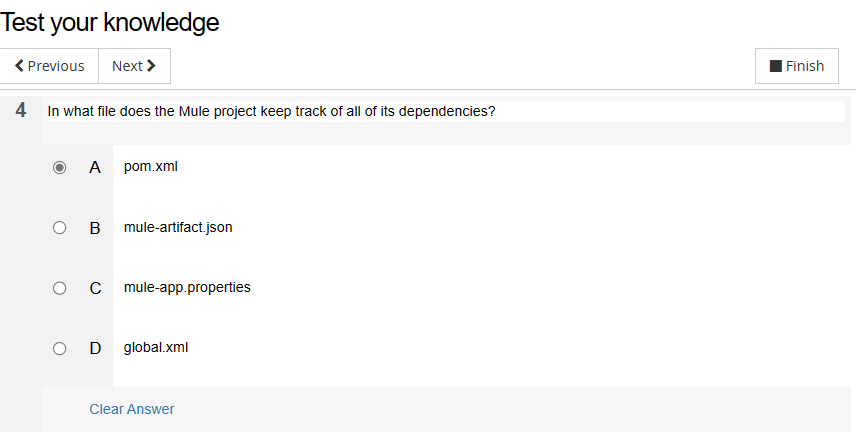 Test your knowledge
Previous Next Finish
4 In what file does the Mule project keep track of all of its dependencies?
A pom.xml
B mule-artifact.json
C mule-app.properties
D global.xml
Clear Answer